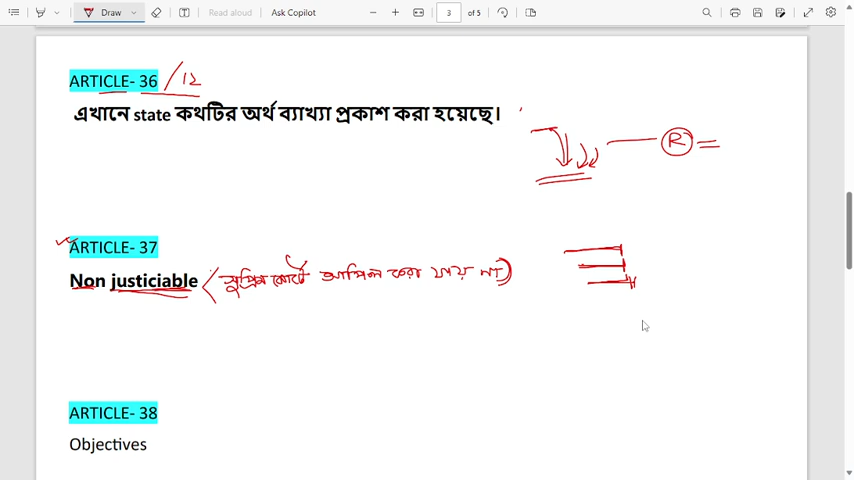 Draw
Read aloud
Ask Copilot
3 of 5
ARTICLE- 36 / 12
এখানে state কথটির অর্থ ব্যাখ্যা প্রকাশ করা হয়েছে।
R
ARTICLE- 37
Non justiciable (সুপ্রিম কোর্টে আপিল করা যায় না)
ARTICLE- 38
Objectives